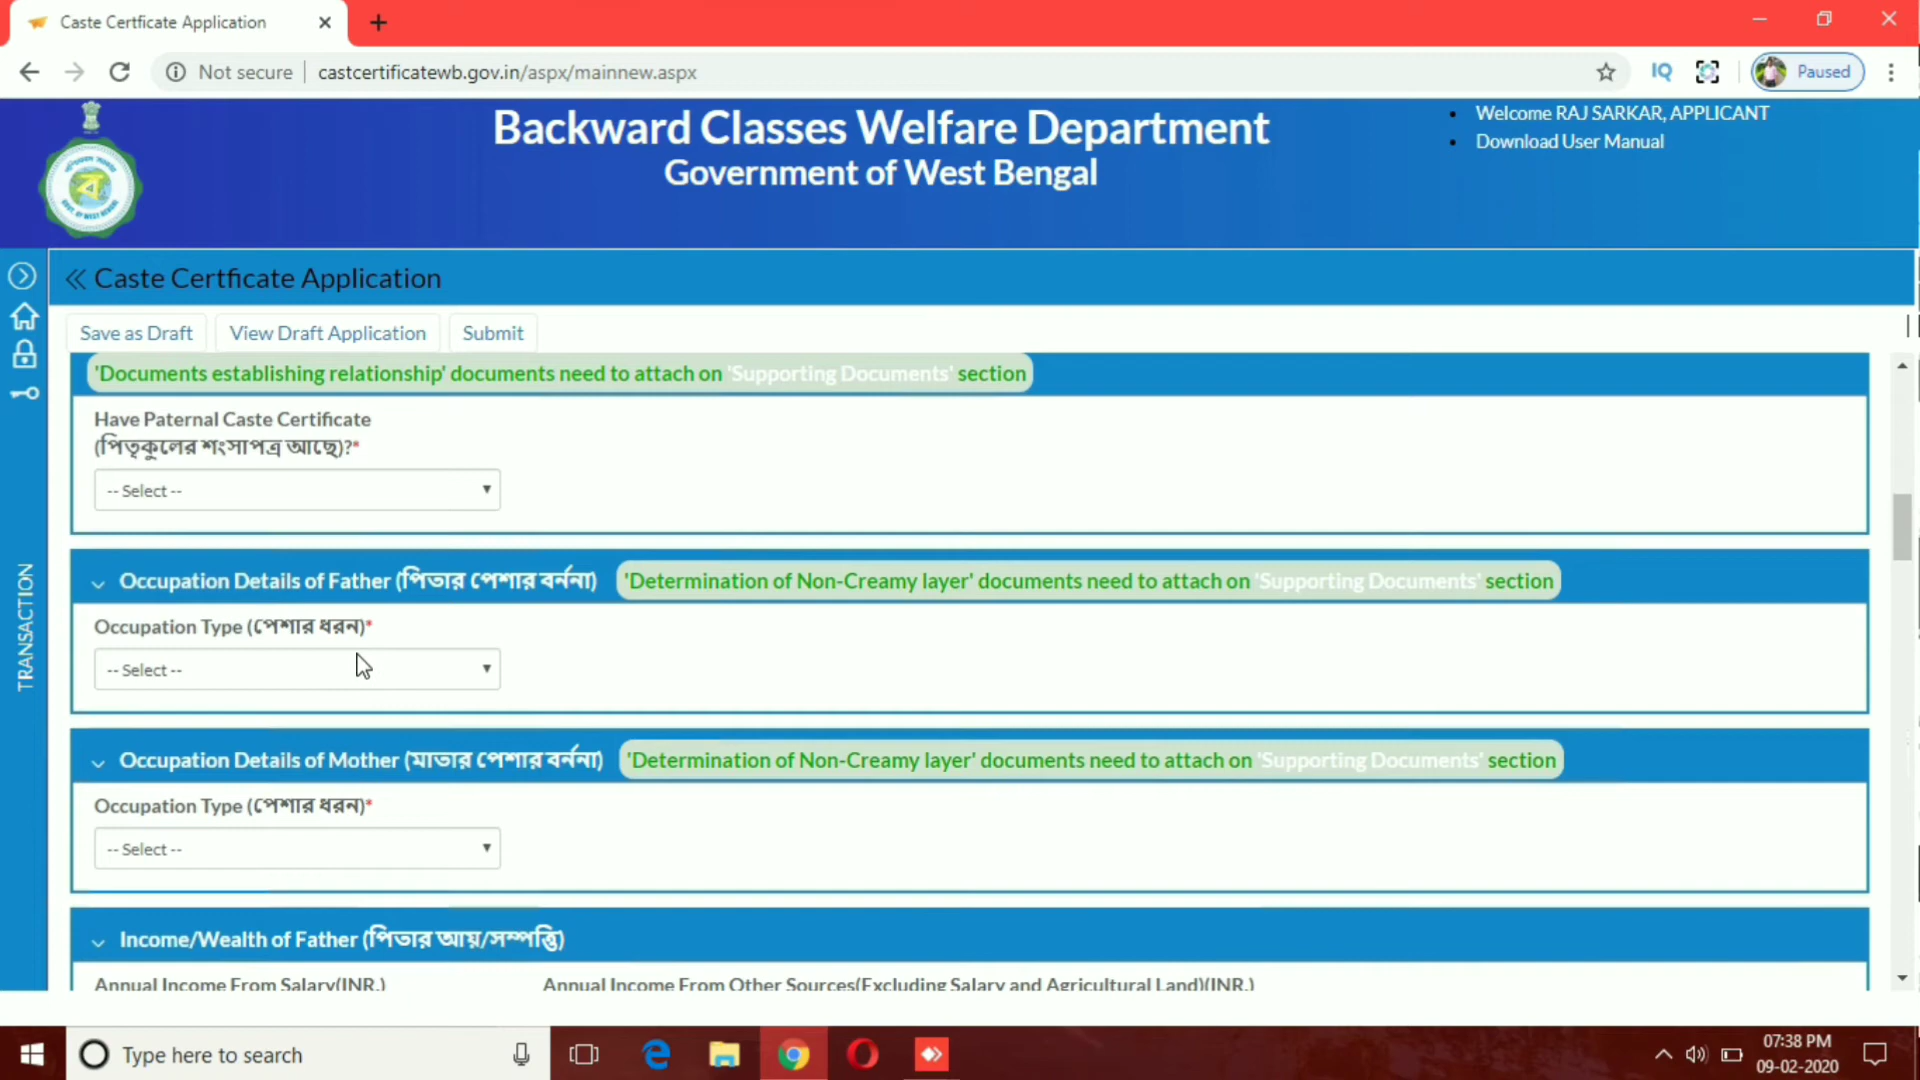 Caste Certficate Application
Not secure
castcertificatewb.gov.in/aspx/mainnew.aspx
IQ
Paused
Backward Classes Welfare Department
Government of West Bengal
Welcome RAJ SARKAR, APPLICANT
Download User Manual
Caste Certficate Application
Save as Draft
View Draft Application
Submit
'Documents establishing relationship' documents need to attach on 'Supporting Documents' section
Have Paternal Caste Certificate
(পিতৃকুলের শংসাপত্র আছে)?*
-- Select --
Occupation Details of Father (পিতার পেশার বর্ননা) 'Determination of Non-Creamy layer' documents need to attach on 'Supporting Documents' section
Occupation Type (পেশার ধরন)*
-- Select --
TRANSACTION
Occupation Details of Mother (মাতার পেশার বর্ননা) 'Determination of Non-Creamy layer' documents need to attach on 'Supporting Documents' section
Occupation Type (পেশার ধরন)*
-- Select --
Income/Wealth of Father (পিতার আয়/সম্পত্তি)
Annual Income From Salary(INR.) Annual Income From Other Sources(Excluding Salary and Agricultural Land)(INR.)
Type here to search
07:38 PM
09-02-2020